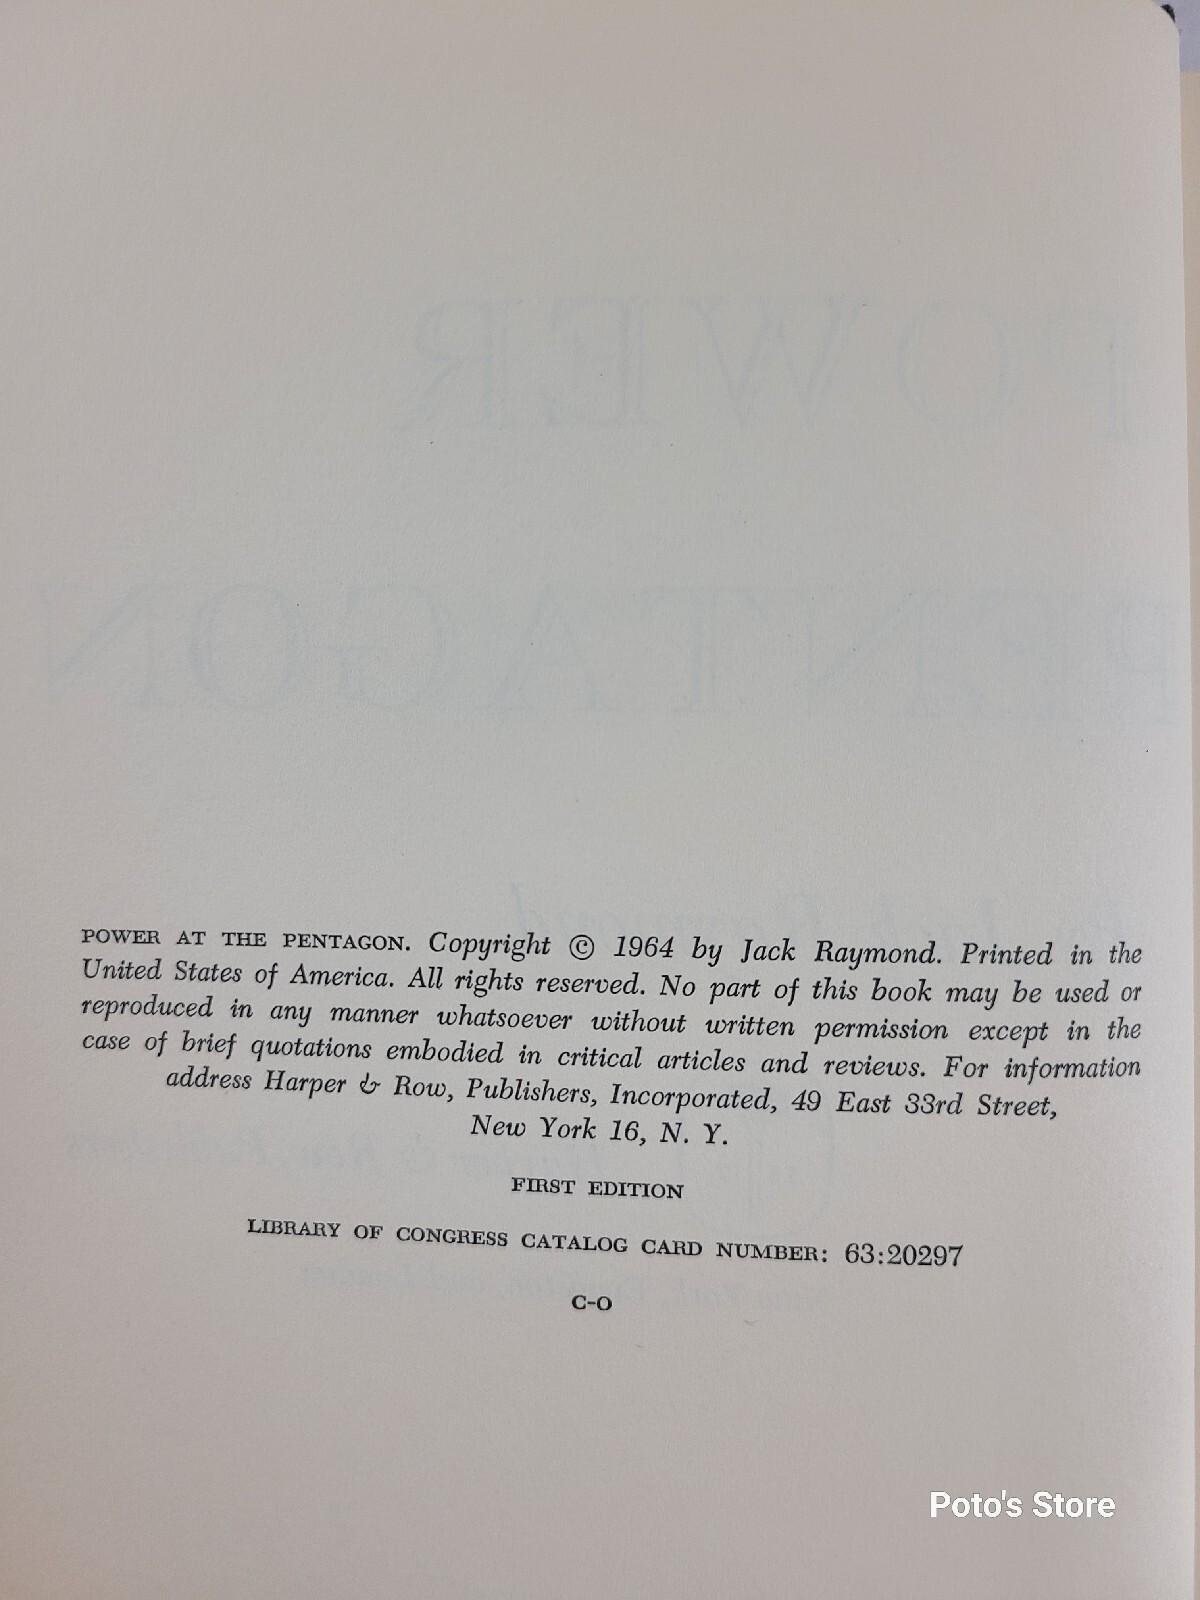 POWER
PENTAGON
POWER AT THE PENTAGON. Copyright © 1964 by Jack Raymond. Printed in the
United States of America. All rights reserved. No part of this book may be used or
reproduced in any manner whatsoever without written permission except in the
case of brief quotations embodied in critical articles and reviews. For information
address Harper & Row, Publishers, Incorporated, 49 East 33rd Street,
New York 16, N. Y.
FIRST EDITION
LIBRARY OF CONGRESS CATALOG CARD NUMBER: 63:20297
C-O
Poto's Store